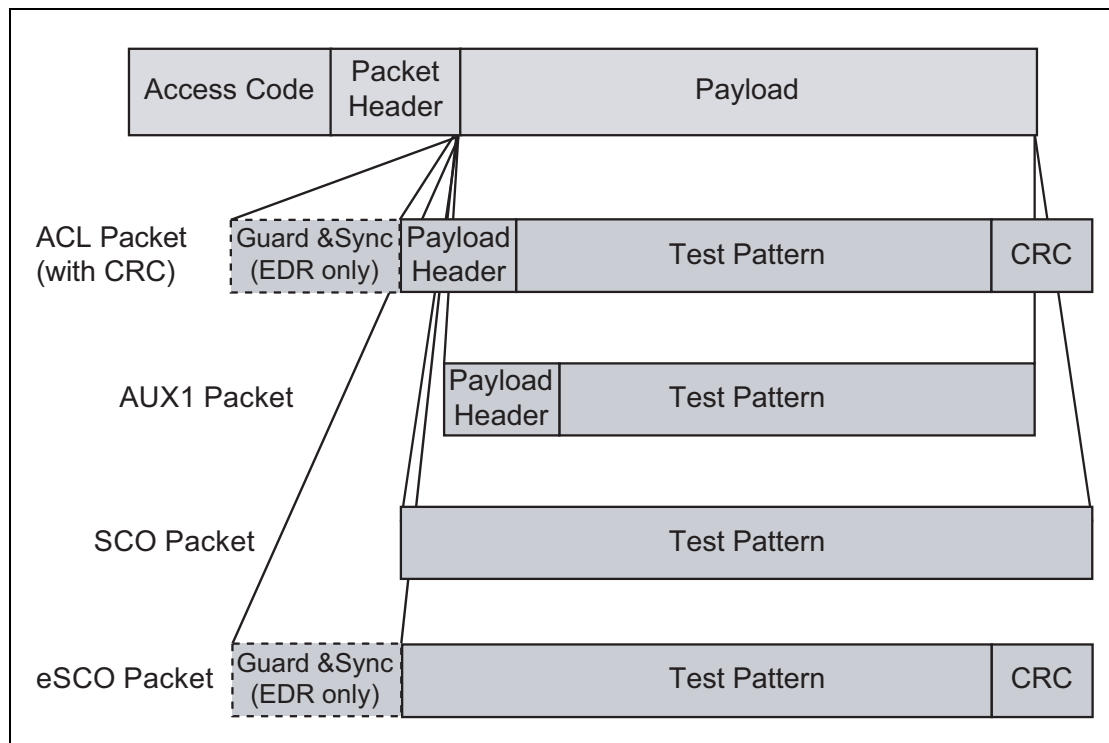 Access Code
Packet
Header
Payload
ACL Packet
(with CRC)
Guard &Sync
(EDR only)
Payload
Header
Test Pattern
CRC
AUX1 Packet
Payload
Header
Test Pattern
SCO Packet
Test Pattern
eSCO Packet
Guard &Sync
(EDR only)
Test Pattern
CRC